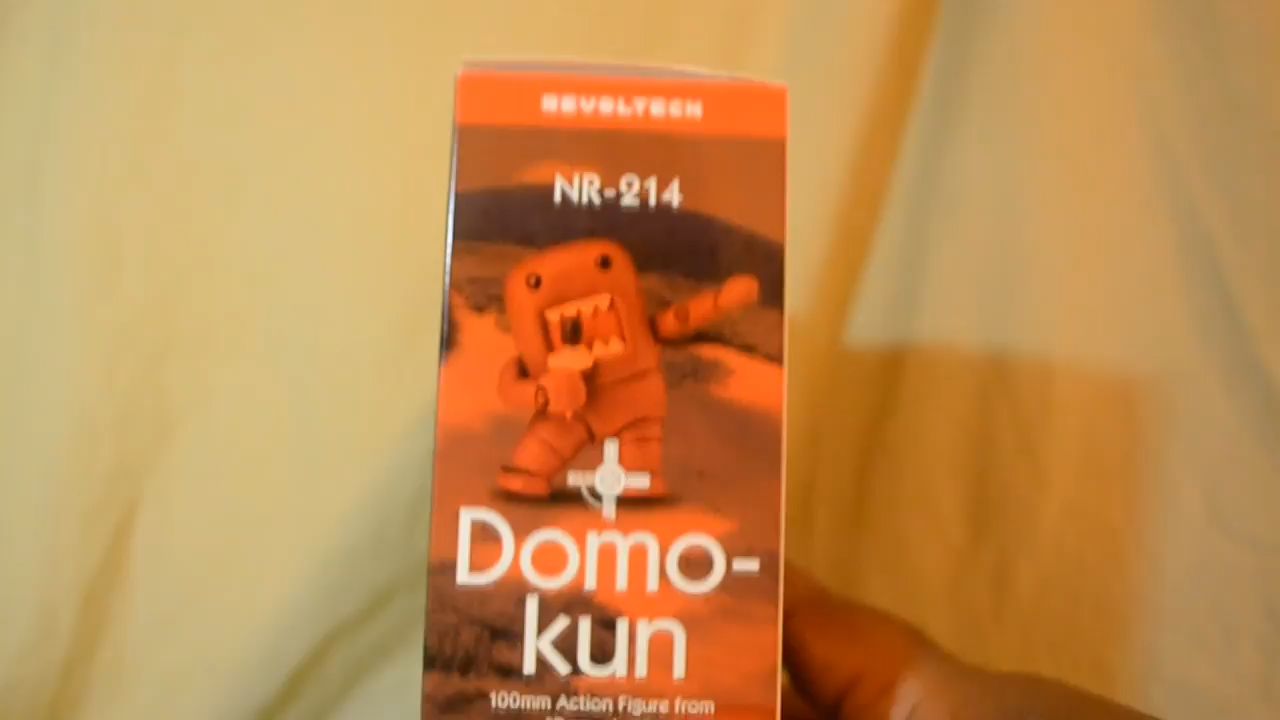 REVOLTECH
NR-214
Domo-
kun
100mm Action Figure from